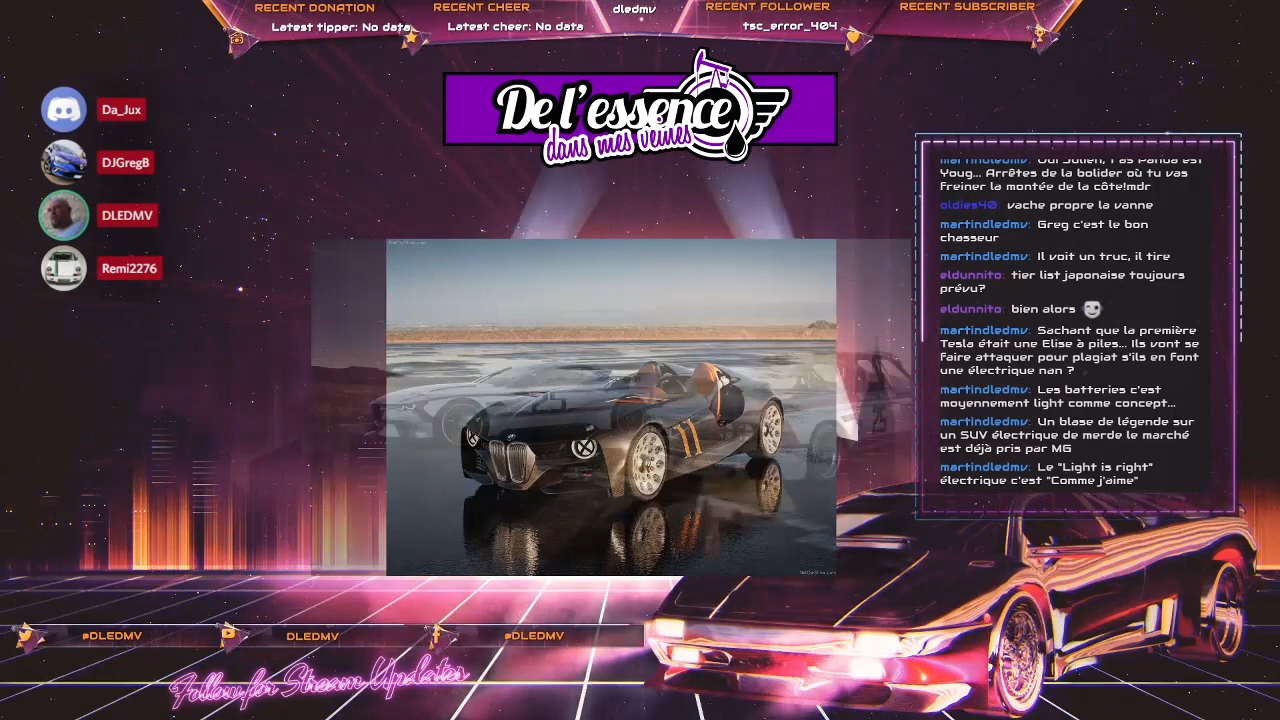 RECENT DONATION
Latest tipper: No data
RECENT CHEER
Latest cheer: No data
dledmv
RECENT FOLLOWER
tsc_error_404
RECENT SUBSCRIBER
De l'essence
dans mes veines
Da_Jux
DJGregB
DLEDMV
Remi2276
martindledmv: Oui Julien, t'as Panda est
Youg... Arrêtes de la bolider où tu vas
freiner la montée de la côte!mdr
oldies40: vache propre la vanne
martindledmv: Greg c'est le bon
chasseur
martindledmv: Il voit un truc, il tire
eldunnito: tier list japonaise toujours
prévu?
eldunnito: bien alors
martindledmv: Sachant que la première
Tesla était une Elise à piles... Ils vont se
faire attaquer pour plagiat s'ils en font
une électrique nan ?
martindledmv: Les batteries c'est
moyennement light comme concept...
martindledmv: Un blase de légende sur
un SUV électrique de merde le marché
est déjà pris par MG
martindledmv: Le "Light is right"
électrique c'est "Comme j'aime"
@DLEDMV
DLEDMV
@DLEDMV
Follow for Stream Updates